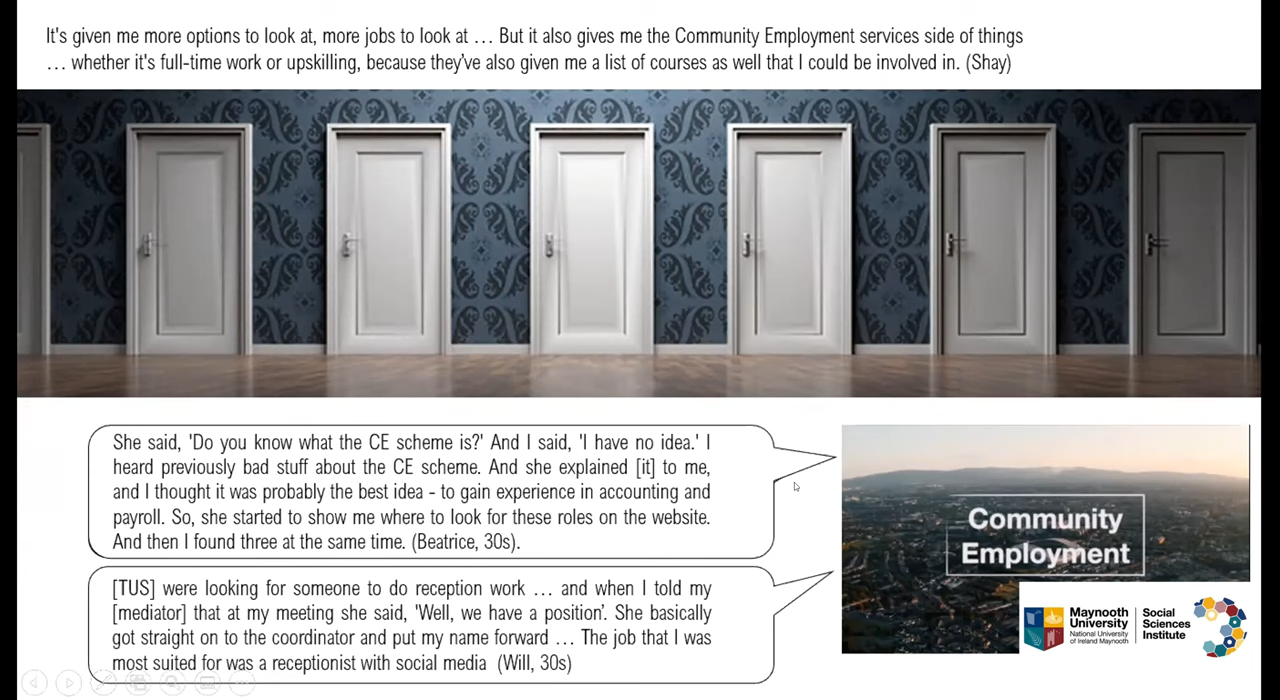 It's given me more options to look at, more jobs to look at … But it also gives me the Community Employment services side of things
… whether it's full-time work or upskilling, because they've also given me a list of courses as well that I could be involved in. (Shay)
She said, 'Do you know what the CE scheme is?' And I said, 'I have no idea.' I
heard previously bad stuff about the CE scheme. And she explained [it] to me,
and I thought it was probably the best idea - to gain experience in accounting and
payroll. So, she started to show me where to look for these roles on the website.
And then I found three at the same time. (Beatrice, 30s).
[TUS] were looking for someone to do reception work … and when I told my
[mediator] that at my meeting she said, 'Well, we have a position'. She basically
got straight on to the coordinator and put my name forward … The job that I was
most suited for was a receptionist with social media (Will, 30s)
Community
Employment
Maynooth
University
National University
of Ireland Maynooth
Social
Sciences
Institute